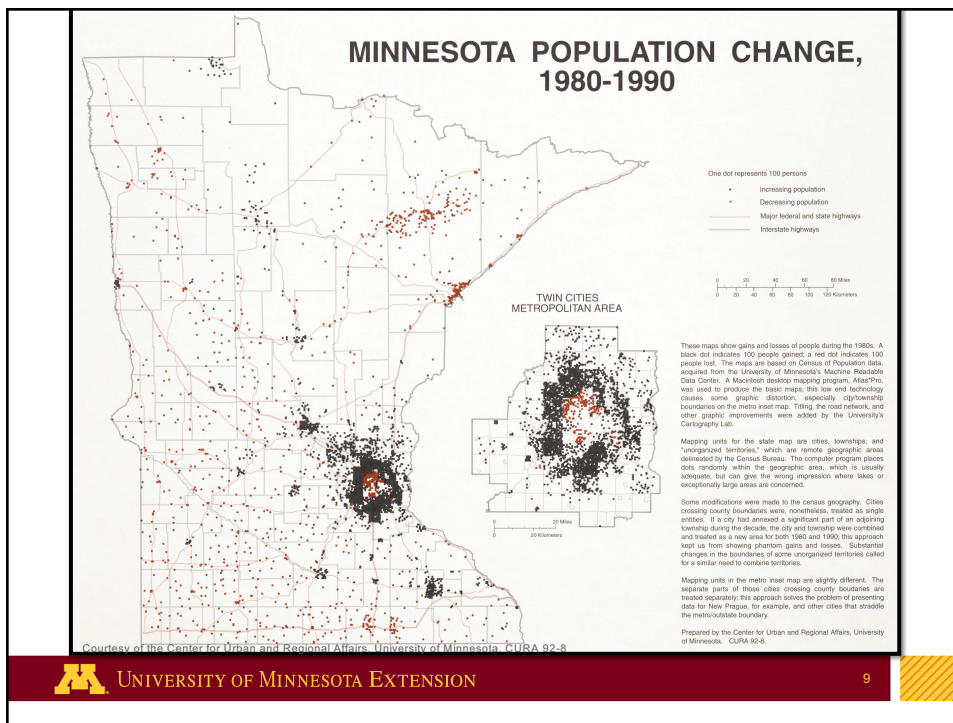 MINNESOTA POPULATION CHANGE,
1980-1990
One dot represents 100 persons
Increasing population
Decreasing population
Major federal and state highways
Interstate highways
0 20 40 60 80 Miles
0 20 40 60 80 100 120 Kilometers
TWIN CITIES
METROPOLITAN AREA
0 20 Miles
0 20 Kilometers
These maps show gains and losses of people during the 1980s. A
black dot indicates 100 people gained; a red dot indicates 100
people lost. The maps are based on Census of Population data,
acquired from the University of Minnesota's Machine Readable
Data Center. A Macintosh desktop mapping program, Atlas*Pro,
was used to produce the basic maps; this low end technology
causes some graphic distortion, especially city/township
boundaries on the metro inset map. Titling, the road network, and
other graphic improvements were added by the University's
Cartography Lab.
Mapping units for the state map are cities, townships, and
"unorganized territories," which are remote geographic areas
delineated by the Census Bureau. The computer program places
dots randomly within the geographic area, which is usually
adequate, but can give the wrong impression where lakes or
exceptionally large areas are concerned.
Some modifications were made to the census geography. Cities
crossing county boundaries were, nonetheless, treated as single
entities. If a city had annexed a significant part of an adjoining
township during the decade, the city and township were combined
and treated as a new area for both 1980 and 1990; this approach
kept us from showing phantom gains and losses. Substantial
changes in the boundaries of some unorganized territories called
for a similar need to combine territories.
Mapping units in the metro inset map are slightly different. The
separate parts of those cities crossing county boudaries are
treated separately; this approach solves the problem of presenting
data for New Prague, for example, and other cities that straddle
the metro/outstate boundary.
Prepared by the Center for Urban and Regional Affairs, University
of Minnesota. CURA 92-8.
Courtesy of the Center for Urban and Regional Affairs, University of Minnesota, CURA 92-8
M UNIVERSITY OF MINNESOTA EXTENSION
9